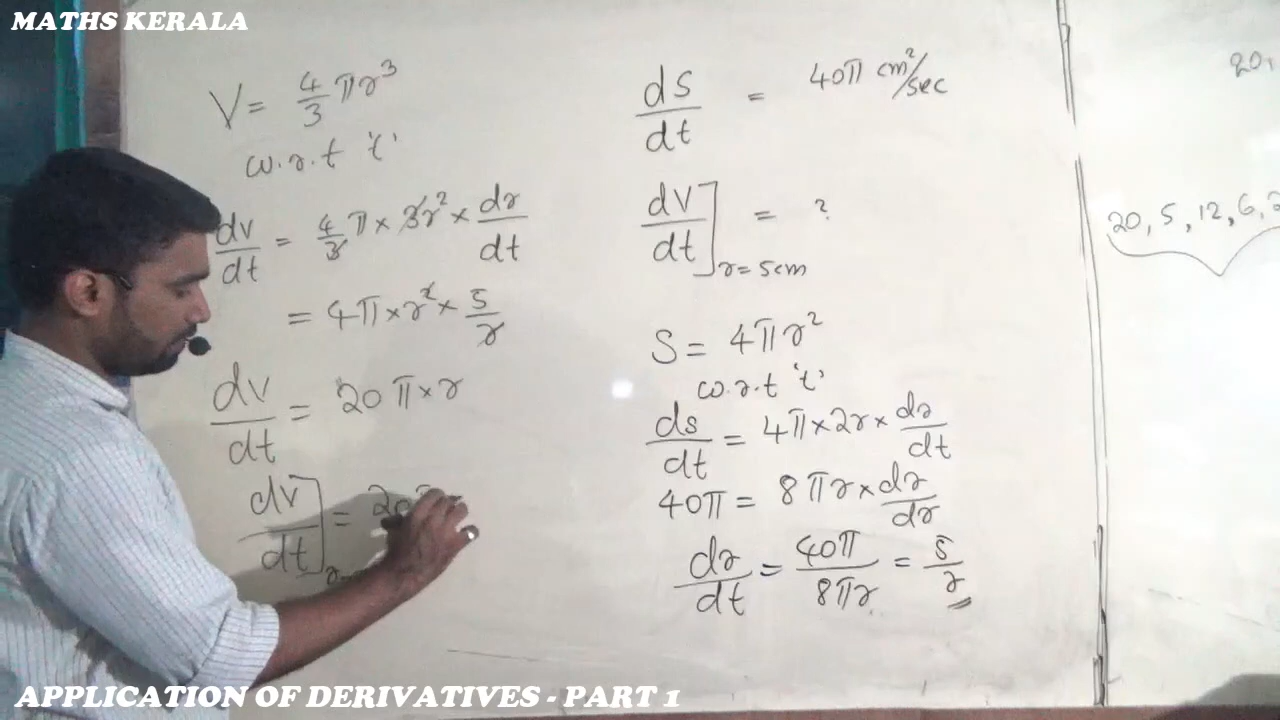 MATHS KERALA
V = 4/3 πr³
w.r.t 't'
dv/dt = 4/3 π × 3r² × dr/dt
= 4π × r² × 5/r
dv/dt = 20π × r
dv/dt] = 20
dS/dt = 40π cm²/sec
dv/dt]r=5cm = ?
S = 4πr²
w.r.t 't'
ds/dt = 4π×2r× dr/dt
40π = 8πr × dr/dr
dr/dt = 40π/8πr = 5/r
20,
20, 5, 12, 6,
APPLICATION OF DERIVATIVES - PART 1